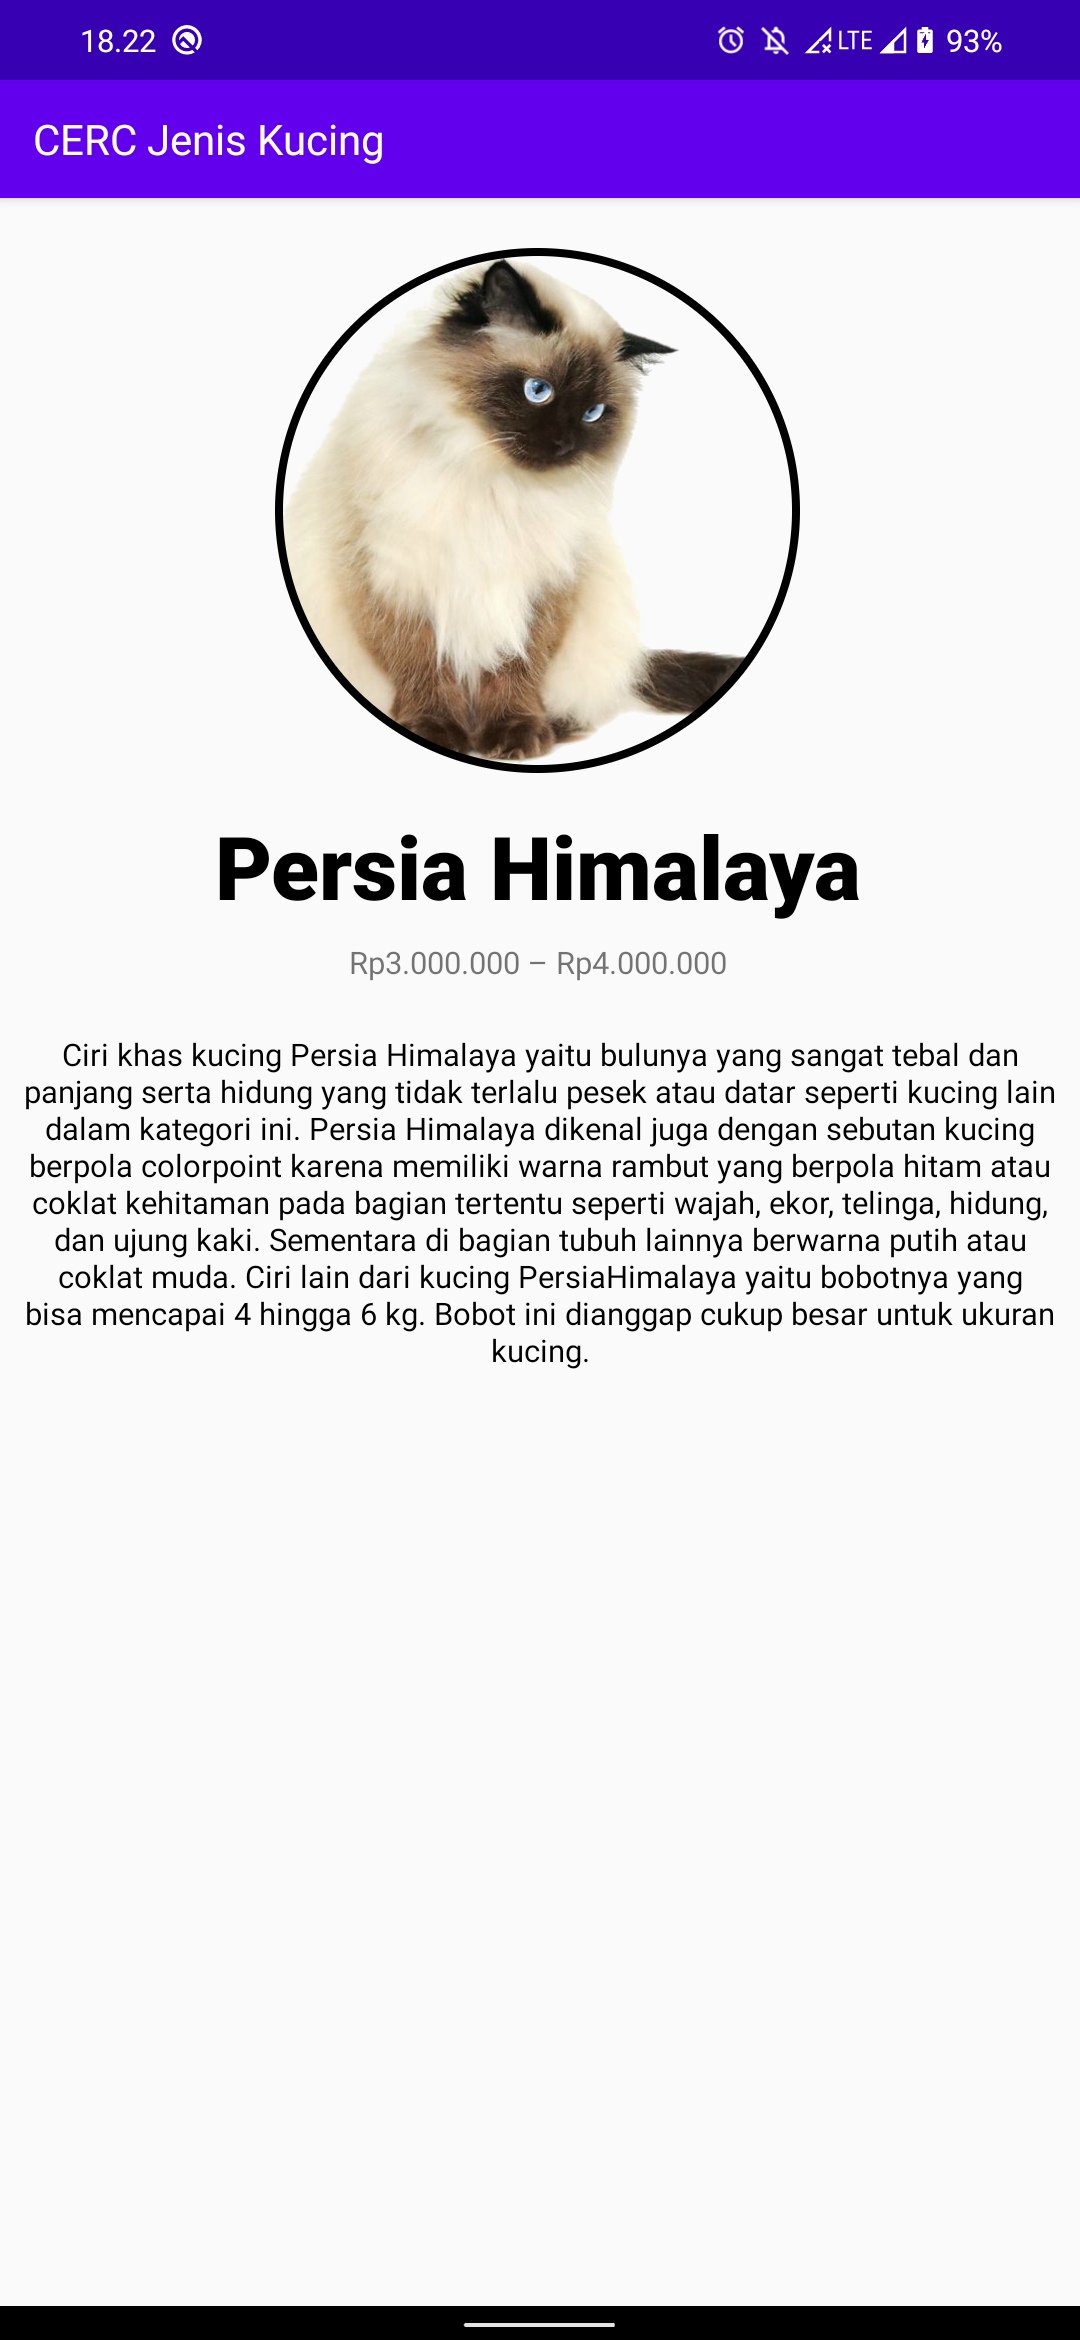 18.22
LTE
93%
CERC Jenis Kucing
Persia Himalaya
Rp3.000.000 – Rp4.000.000
Ciri khas kucing Persia Himalaya yaitu bulunya yang sangat tebal dan
panjang serta hidung yang tidak terlalu pesek atau datar seperti kucing lain
dalam kategori ini. Persia Himalaya dikenal juga dengan sebutan kucing
berpola colorpoint karena memiliki warna rambut yang berpola hitam atau
coklat kehitaman pada bagian tertentu seperti wajah, ekor, telinga, hidung,
dan ujung kaki. Sementara di bagian tubuh lainnya berwarna putih atau
coklat muda. Ciri lain dari kucing PersiaHimalaya yaitu bobotnya yang
bisa mencapai 4 hingga 6 kg. Bobot ini dianggap cukup besar untuk ukuran
kucing.